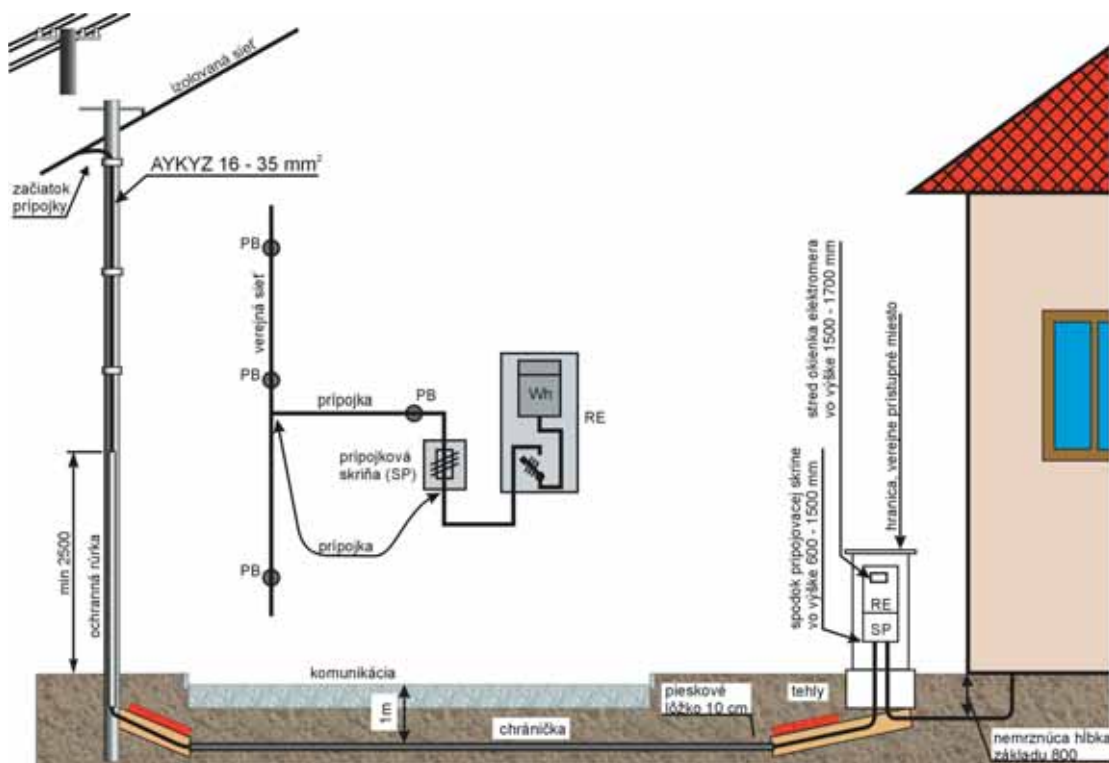 izolovaná sieť
AYKYZ 16 - 35 mm²
začiatok
prípojky
PB
verejná sieť
PB
prípojka
PB
Wh
RE
prípojková
skriňa (SP)
prípojka
PB
min 2500
ochranná rúrka
stred okienka elektromera
vo výške 1500 - 1700 mm
spodok pripojovacej skrine
vo výške 600 - 1500 mm
hranica, verejne prístupné miesto
RE
SP
komunikácia
1m
chránička
pieskové
lôžko 10 cm
tehly
nemrznúca hĺbka
základu 800